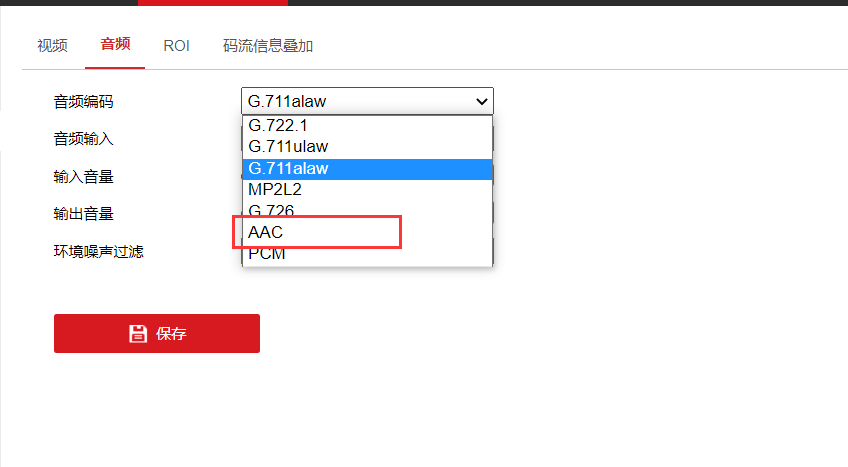 视频 音频 ROI 码流信息叠加
音频编码 G.711alaw
G.722.1
音频输入
G.711ulaw
G.711alaw
输入音量
MP2L2
输出音量 G.726
AAC
环境噪声过滤 PCM
保存